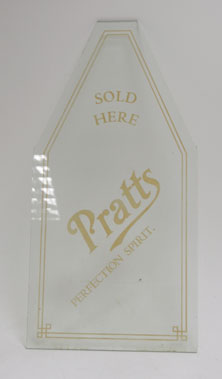 SOLD
HERE
Pratts
PERFECTION SPIRIT.